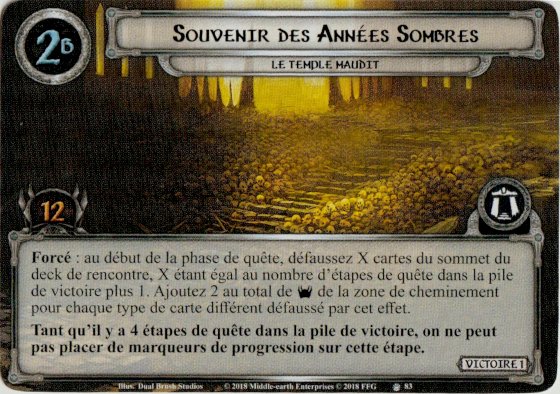 2B
SOUVENIR DES ANNÉES SOMBRES
LE TEMPLE MAUDIT
12
Forcé : au début de la phase de quête, défaussez X cartes du sommet du
deck de rencontre, X étant égal au nombre d'étapes de quête dans la pile
de victoire plus 1. Ajoutez 2 au total de de la zone de cheminement
pour chaque type de carte différent défaussé par cet effet.
Tant qu'il y a 4 étapes de quête dans la pile de victoire, on ne peut
pas placer de marqueurs de progression sur cette étape.
VICTOIRE 1
Illus. Dual Brush Studios © 2018 Middle-earth Enterprises © 2018 FFG 83